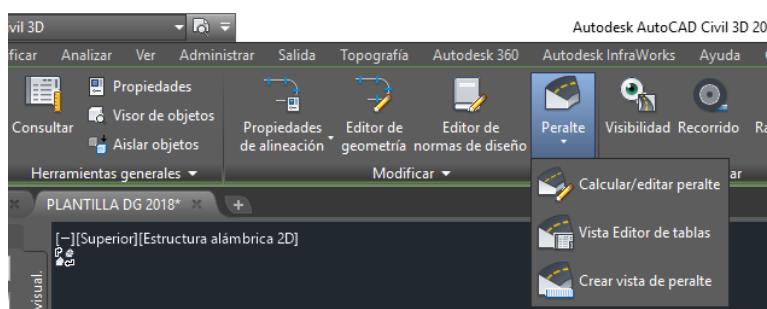 vil 3D
Autodesk AutoCAD Civil 3D 20
ficar Analizar Ver Administrar Salida Topografía Autodesk 360 Autodesk InfraWorks Ayuda
Consultar
Propiedades
Visor de objetos
Aislar objetos
Propiedades
de alineación
Editor de
geometría
Editor de
normas de diseño
Peralte
Visibilidad
Recorrido
Ra
Herramientas generales
Modificar
ar
PLANTILLA DG 2018*
[−][Superior][Estructura alámbrica 2D]
visual.
Calcular/editar peralte
Vista Editor de tablas
Crear vista de peralte